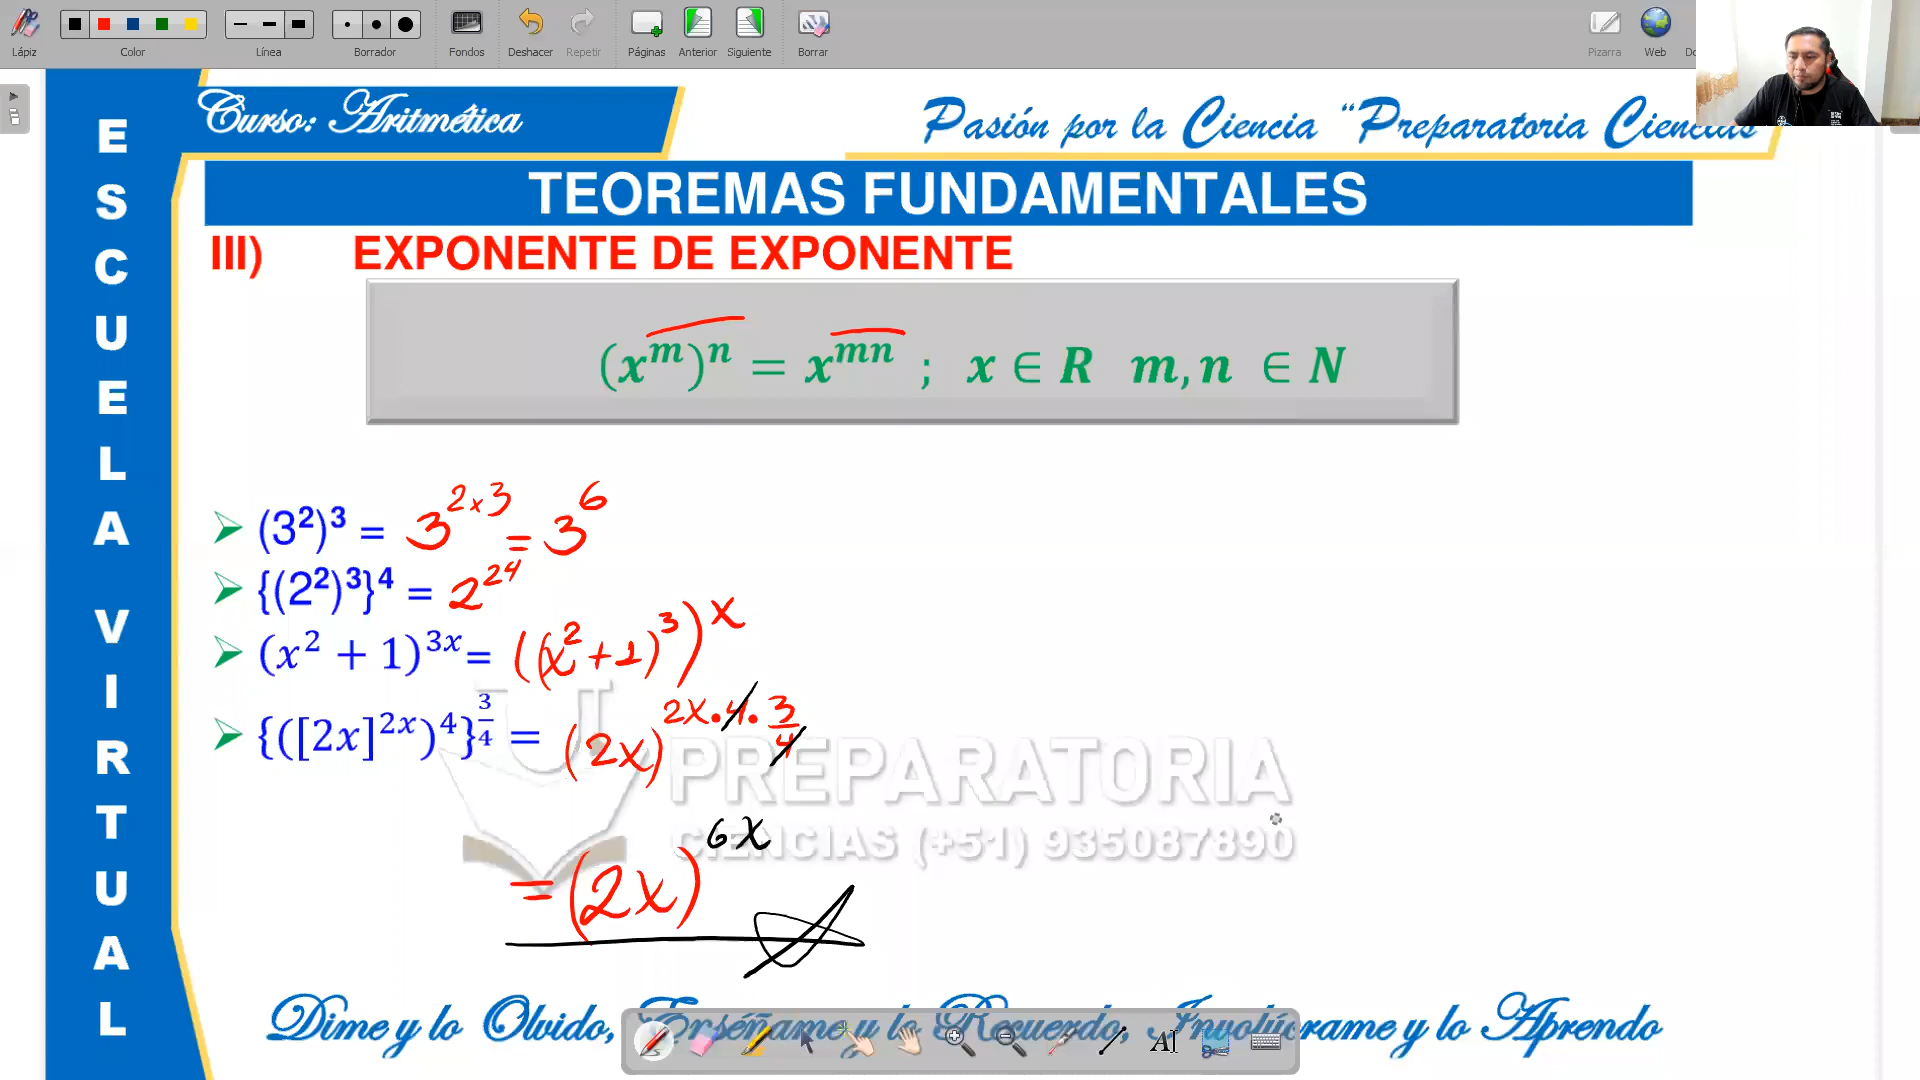 Lápiz
Color
Línea
Borrador
Fondos
Deshacer
Repetir
Páginas
Anterior
Siguiente
Borrar
Pizarra
Web
ESCUELA VIRTUAL
Curso: Aritmética
Pasión por la Ciencia “Preparatoria Ciencias
TEOREMAS FUNDAMENTALES
III) EXPONENTE DE EXPONENTE
(x^m)^n = x^{mn} ; x ∈ R m, n ∈ N
(3²)³ = 3^{2×3} = 3^6
{(2²)³}⁴ = 2^{24}
(x² + 1)^{3x} = ((x²+1)³)^x
{([2x]^{2x})^4}^{3/4} = (2x)^{2x·4·3/4}
= (2x)^{6x}
PREPARATORIA
CIENCIAS (+51) 935087890
Dime y lo Olvido, Enséñame y lo Recuerdo, Involúcrame y lo Aprendo